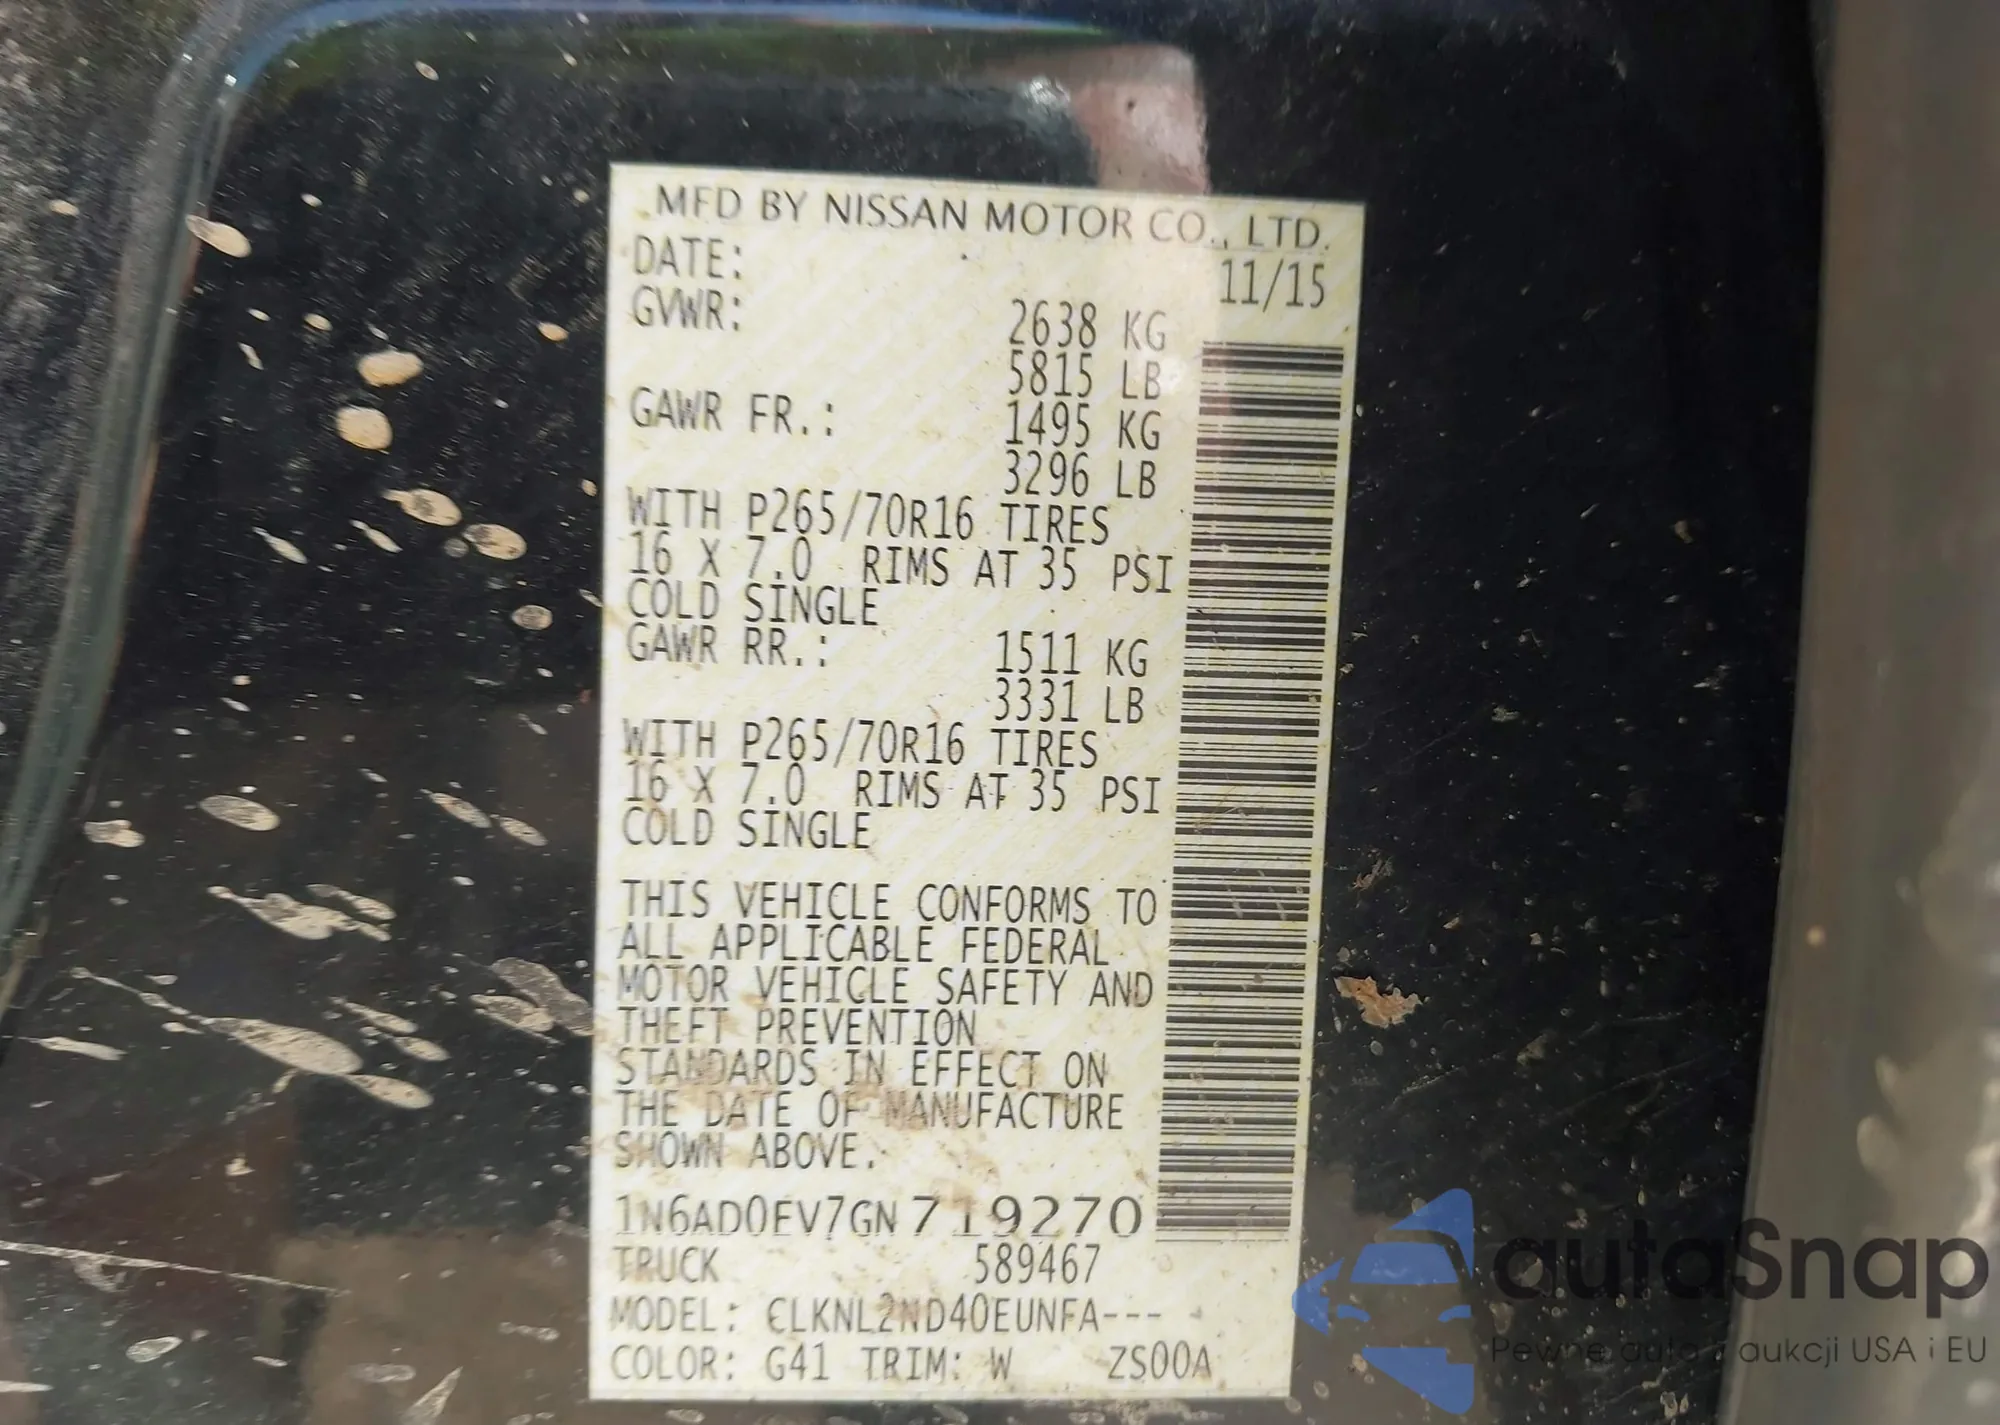 MFD BY NISSAN MOTOR CO., LTD.
DATE: 11/15
GVWR: 2638 KG
5815 LB
GAWR FR.: 1495 KG
3296 LB
WITH P265/70R16 TIRES
16 X 7.0 RIMS AT 35 PSI
COLD SINGLE
GAWR RR.: 1511 KG
3331 LB
WITH P265/70R16 TIRES
16 X 7.0 RIMS AT 35 PSI
COLD SINGLE
THIS VEHICLE CONFORMS TO
ALL APPLICABLE FEDERAL
MOTOR VEHICLE SAFETY AND
THEFT PREVENTION
STANDARDS IN EFFECT ON
THE DATE OF MANUFACTURE
SHOWN ABOVE.
1N6AD0EV7GN719270
TRUCK 589467
MODEL: CLKNL2ND40EUNFA---
COLOR: G41 TRIM: W ZS00A
autaSnap
Pewne auta z aukcji USA i EU